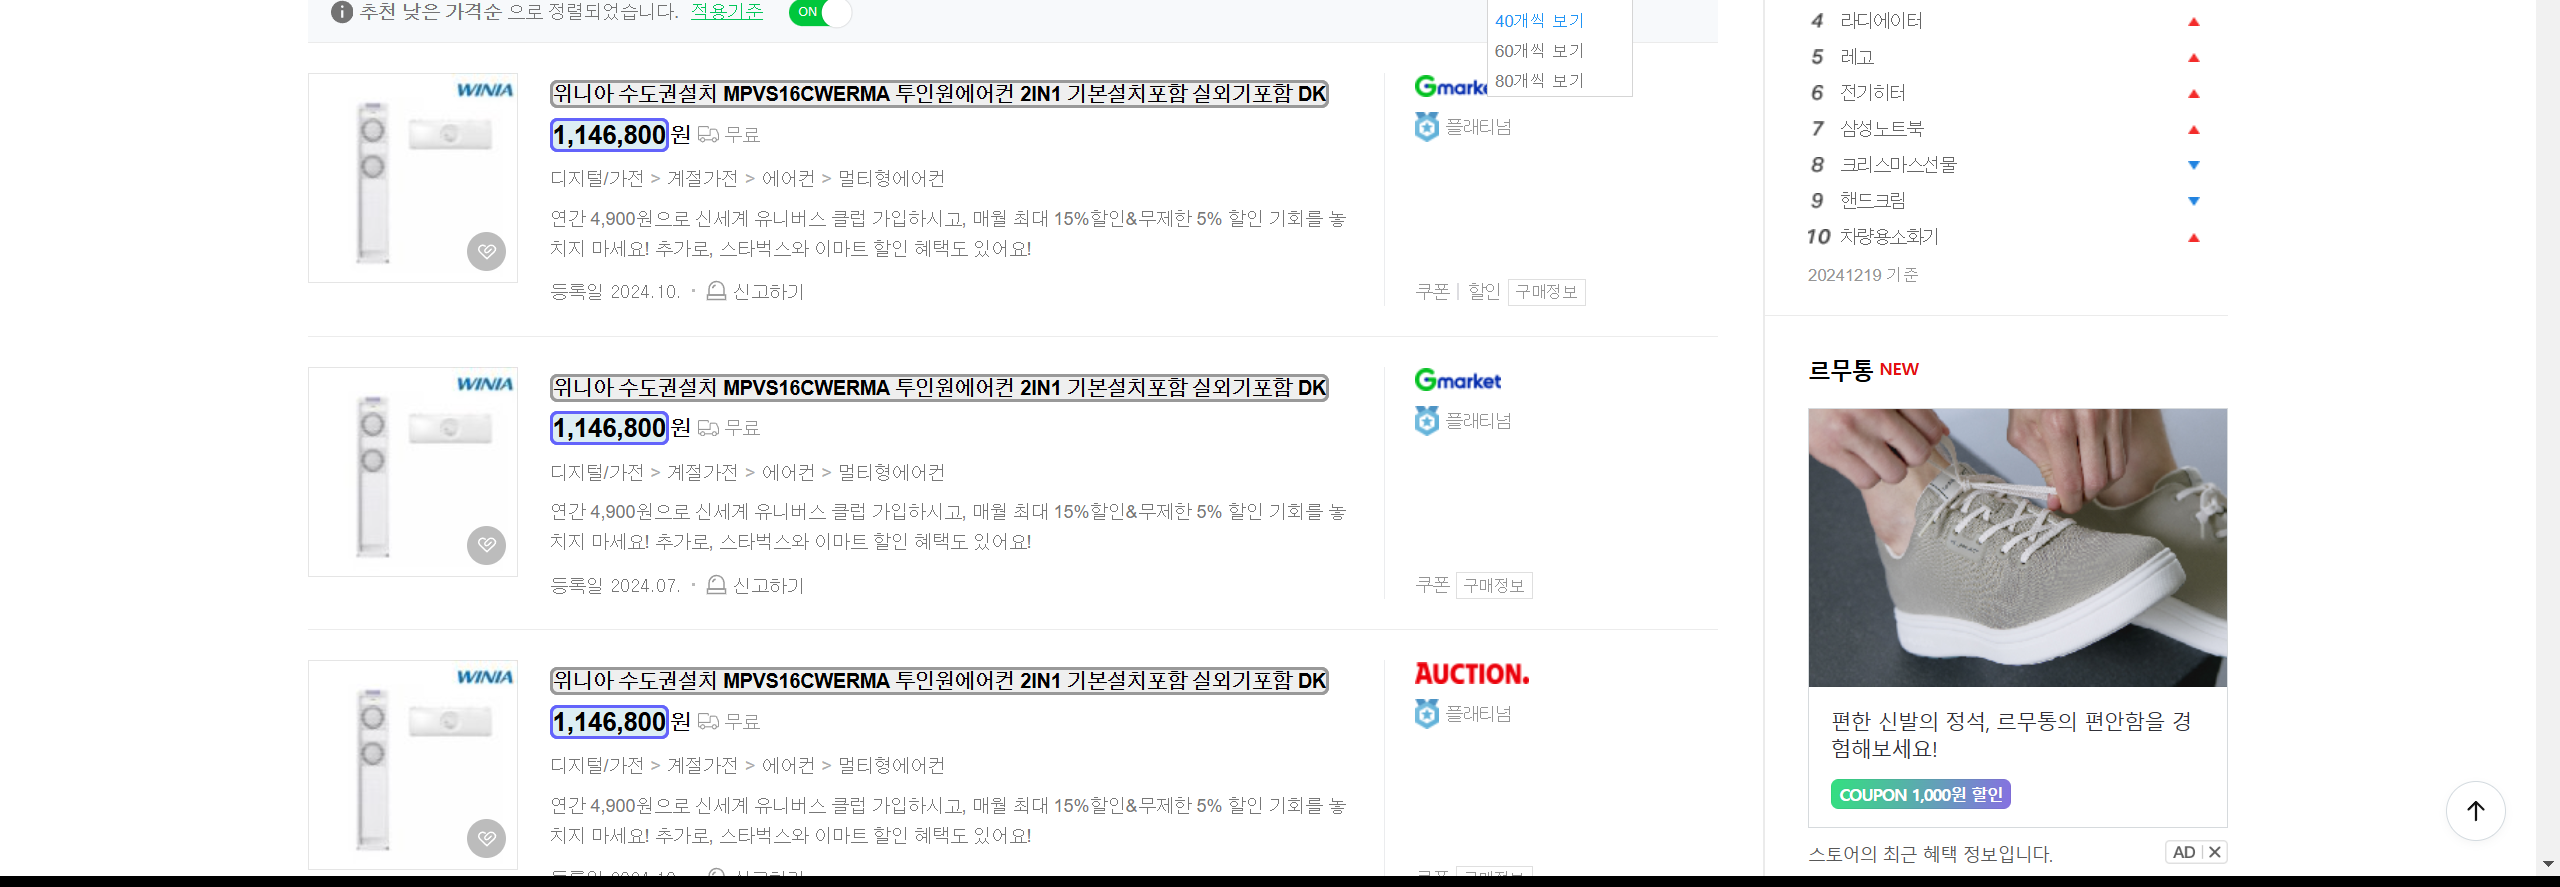 추천 낮은 가격순 으로 정렬되었습니다. 적용기준 ON
40개씩 보기
60개씩 보기
80개씩 보기
WINIA
위니아 수도권설치 MPVS16CWERMA 투인원에어컨 2IN1 기본설치포함 실외기포함 DK
1,146,800원 무료
디지털/가전 > 계절가전 > 에어컨 > 멀티형에어컨
연간 4,900원으로 신세계 유니버스 클럽 가입하시고, 매월 최대 15%할인&무제한 5% 할인 기회를 놓
치지 마세요! 추가로, 스타벅스와 이마트 할인 혜택도 있어요!
등록일 2024.10. · 신고하기
Gmarke
플래티넘
쿠폰 | 할인 구매정보
WINIA
위니아 수도권설치 MPVS16CWERMA 투인원에어컨 2IN1 기본설치포함 실외기포함 DK
1,146,800원 무료
디지털/가전 > 계절가전 > 에어컨 > 멀티형에어컨
연간 4,900원으로 신세계 유니버스 클럽 가입하시고, 매월 최대 15%할인&무제한 5% 할인 기회를 놓
치지 마세요! 추가로, 스타벅스와 이마트 할인 혜택도 있어요!
등록일 2024.07. · 신고하기
Gmarket
플래티넘
쿠폰 구매정보
WINIA
위니아 수도권설치 MPVS16CWERMA 투인원에어컨 2IN1 기본설치포함 실외기포함 DK
1,146,800원 무료
디지털/가전 > 계절가전 > 에어컨 > 멀티형에어컨
연간 4,900원으로 신세계 유니버스 클럽 가입하시고, 매월 최대 15%할인&무제한 5% 할인 기회를 놓
치지 마세요! 추가로, 스타벅스와 이마트 할인 혜택도 있어요!
AUCTION.
플래티넘
4 라디에이터
5 레고
6 전기히터
7 삼성노트북
8 크리스마스선물
9 핸드크림
10 차량용소화기
20241219 기준
르무통 NEW
편한 신발의 정석, 르무통의 편안함을 경
험해보세요!
COUPON 1,000원 할인
스토어의 최근 혜택 정보입니다.
AD